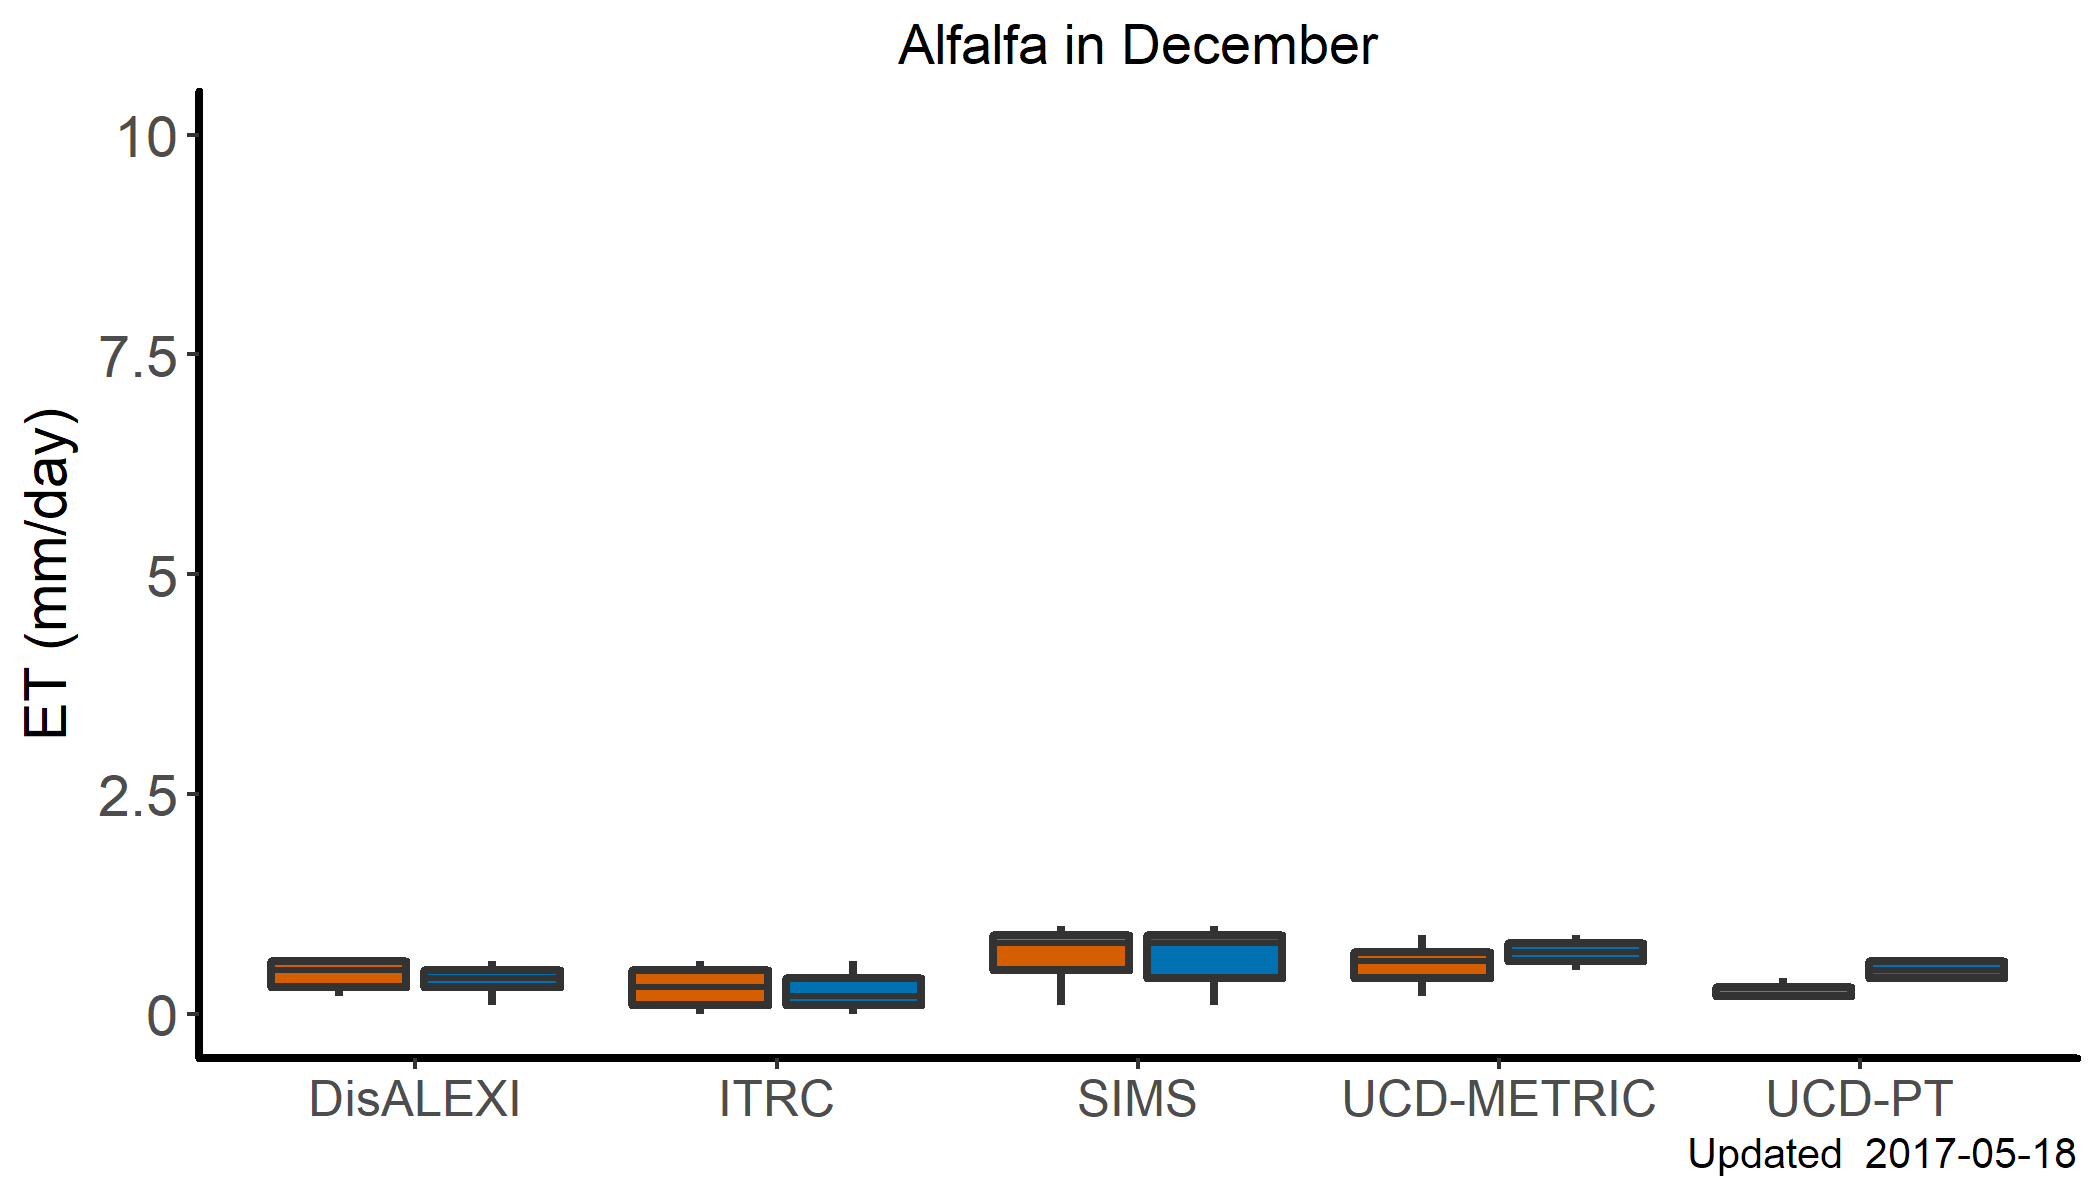 Alfalfa in December
10
7.5
5
2.5
0
ET (mm/day)
DisALEXI ITRC SIMS UCD-METRIC UCD-PT
Updated  2017-05-18